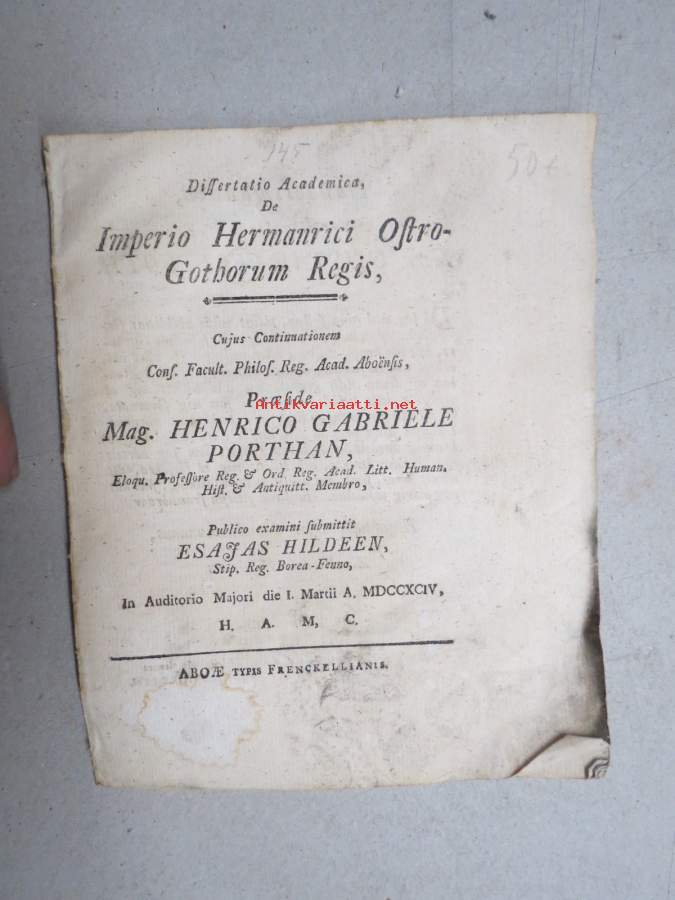 145
50
Dissertatio Academica,
De
Imperio Hermanrici Ostro-
Gothorum Regis,
Cujus Continuationem
Cons. Facult. Philos. Reg. Acad. Aboënsis,
Præside
Antikvariaatti.net
Mag. HENRICO GABRIELE
PORTHAN,
Eloqu. Professore Reg. & Ord. Reg. Acad. Litt. Human.
Hist. & Antiquitt. Membro,
Publico examini submittit
ESAJAS HILDEEN,
Stip. Reg. Borea-Fenno,
In Auditorio Majori die I. Martii A. MDCCXCIV,
H. A. M, C.
ABOÆ TYPIS FRENCKELLIANIS.